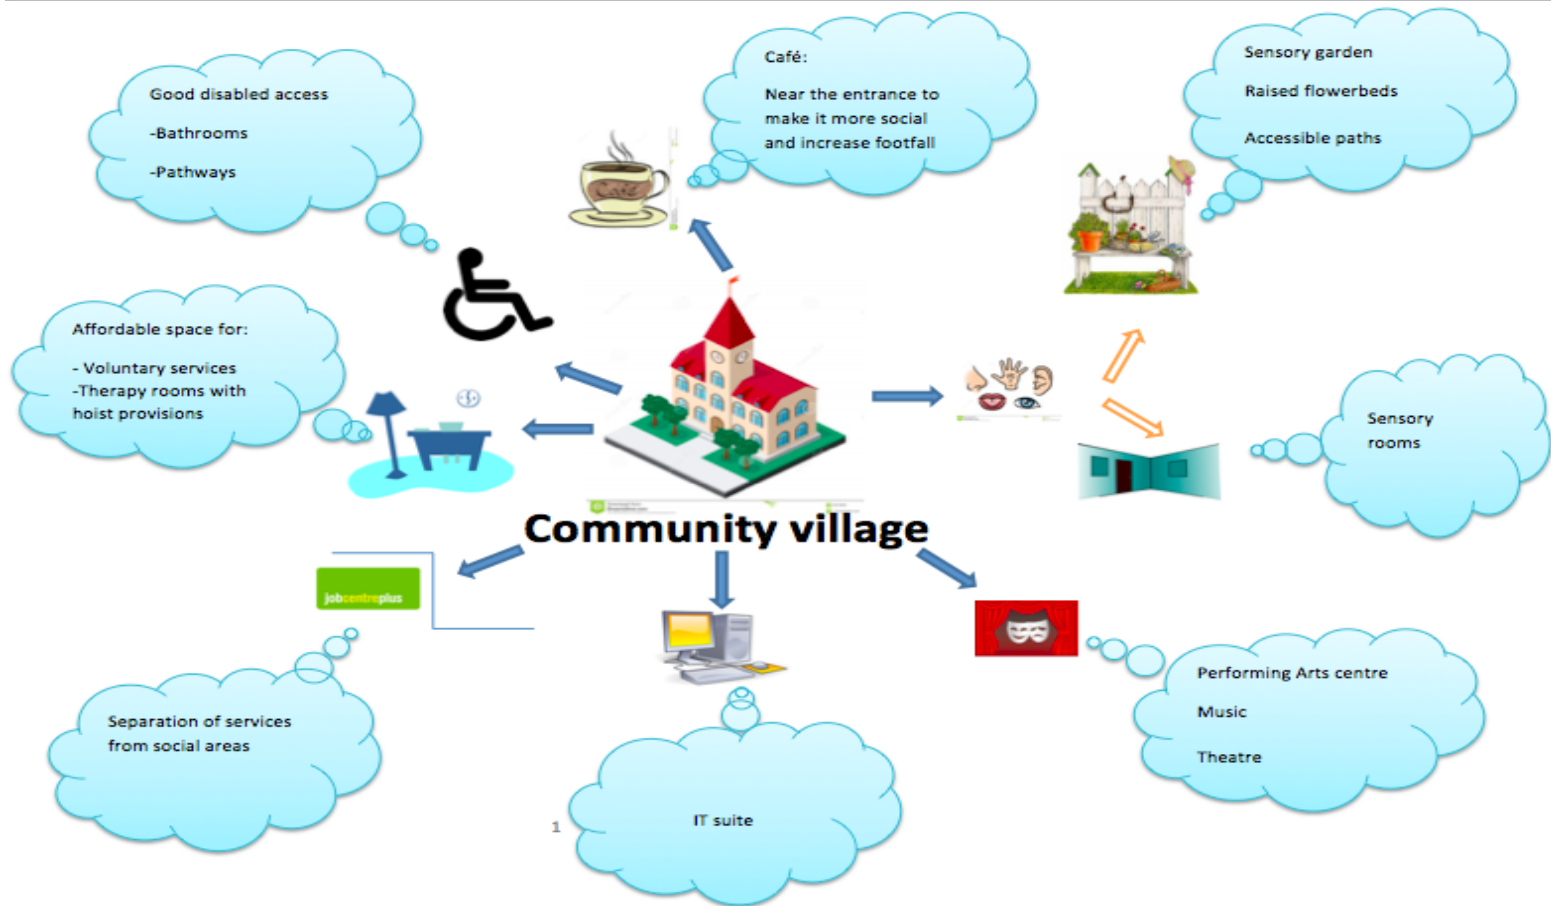 Good disabled access
-Bathrooms
-Pathways
Café:
Near the entrance to
make it more social
and increase footfall
Sensory garden
Raised flowerbeds
Accessible paths
Affordable space for:
- Voluntary services
-Therapy rooms with
hoist provisions
Sensory
rooms
Community village
jobcentreplus
Separation of services
from social areas
IT suite
Performing Arts centre
Music
Theatre
1